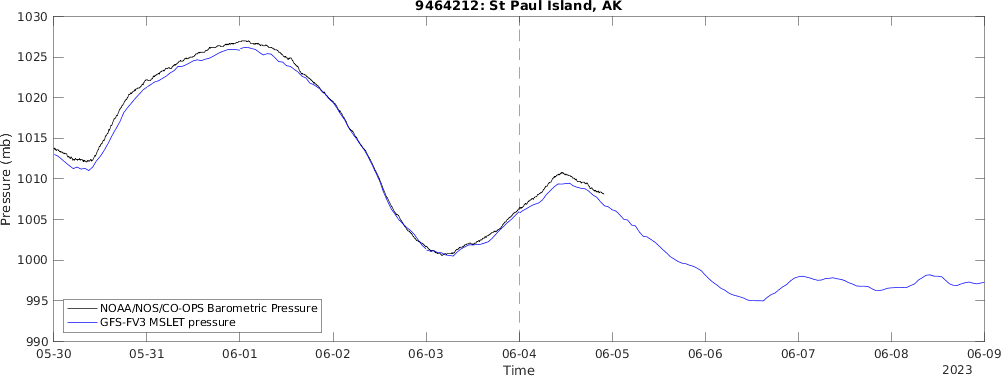 9464212: St Paul Island, AK
Pressure (mb)
1030
1025
1020
1015
1010
1005
1000
995
990
NOAA/NOS/CO-OPS Barometric Pressure
GFS-FV3 MSLET pressure
05-30 05-31 06-01 06-02 06-03 06-04 06-05 06-06 06-07 06-08 06-09
Time
2023